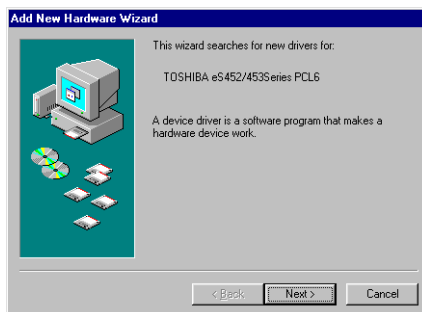 Add New Hardware Wizard
This wizard searches for new drivers for:
TOSHIBA eS452/453Series PCL6
A device driver is a software program that makes a
hardware device work.
< Back
Next >
Cancel